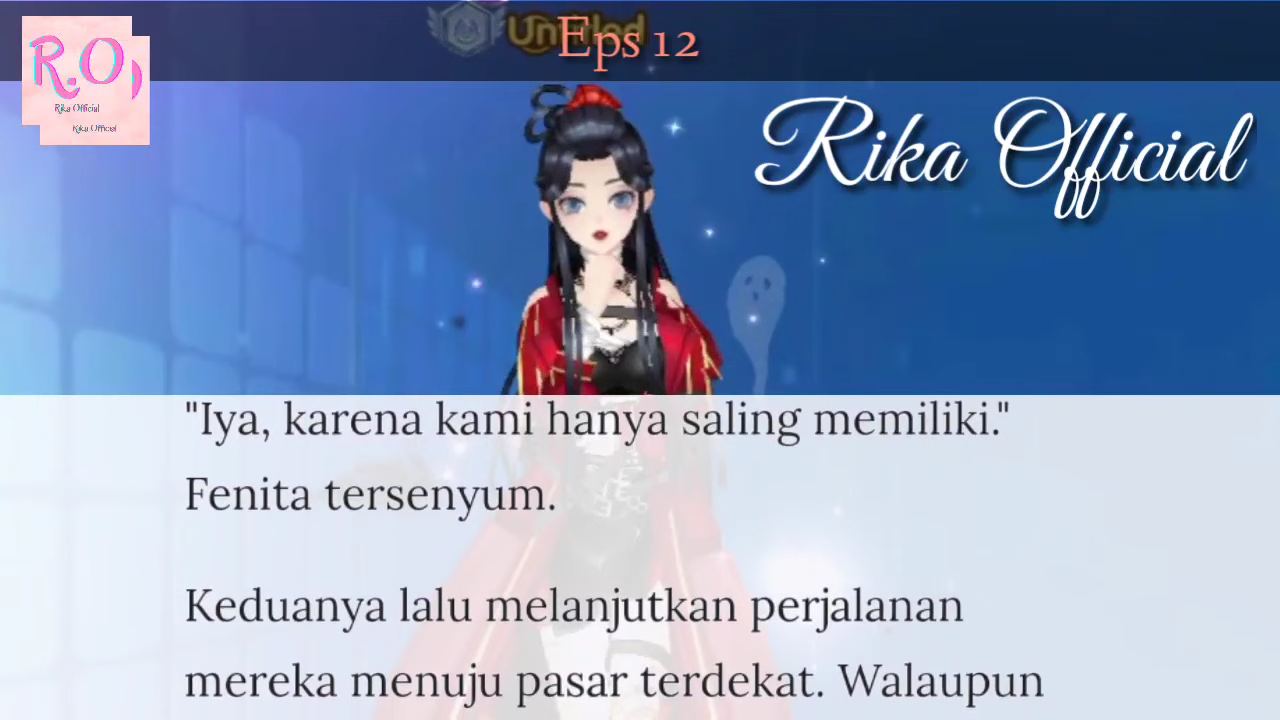 Untitled
Eps 12
R.O
Rika Official
Rika Official
Rika Official
"Iya, karena kami hanya saling memiliki."
Fenita tersenyum.
Keduanya lalu melanjutkan perjalanan
mereka menuju pasar terdekat. Walaupun